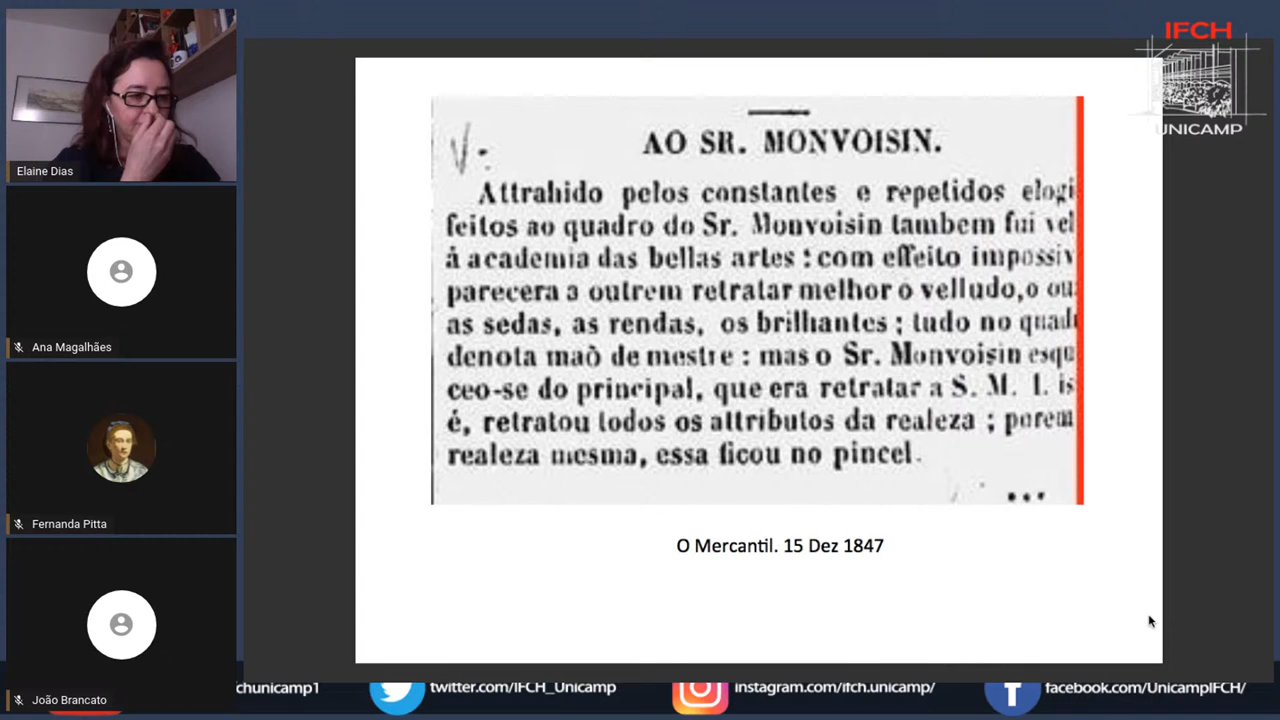 IFCH
UNICAMP
Elaine Dias
Ana Magalhães
Fernanda Pitta
João Brancato
AO SR. MONVOISIN.
Attrahido pelos constantes e repetidos elogi
feitos ao quadro do Sr. Monvoisin tambem fui vel
á academia das bellas artes : com effeito impossiv
parecera a outrem retratar melhor o velludo, o ou
as sedas, as rendas, os brilhantes ; tudo no quad
denota maõ de mestre : mas o Sr. Monvoisin esqu
ceo-se do principal, que era retratar a S. M. I. is
é, retratou todos os attributos da realeza ; porem
realeza mesma, essa ficou no pincel.
...
O Mercantil. 15 Dez 1847
chunicamp1
twitter.com/IFCH_Unicamp
instagram.com/ifch.unicamp/
facebook.com/UnicampIFCH/